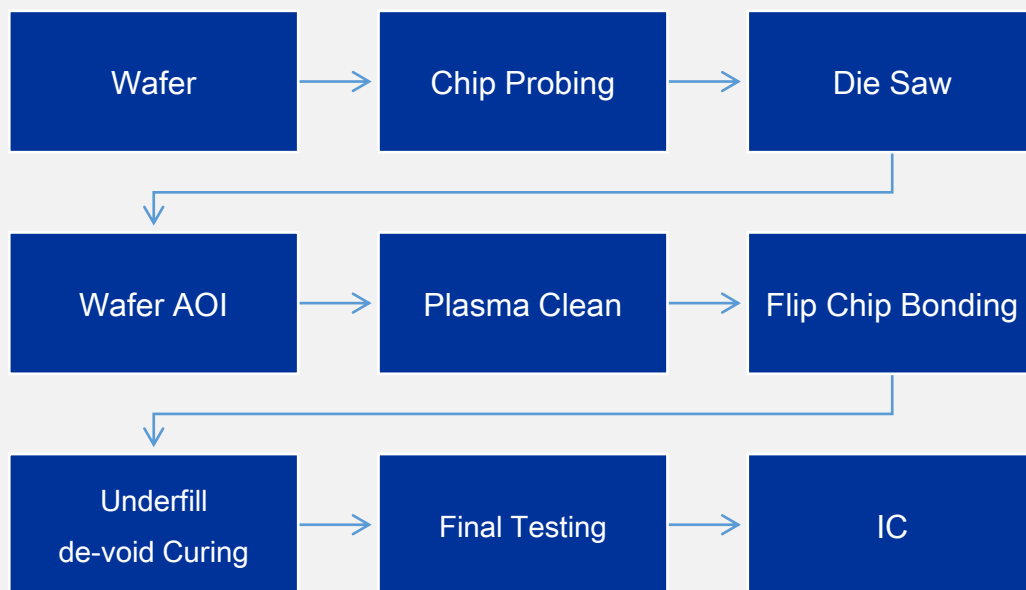 Wafer
Chip Probing
Die Saw
Wafer AOI
Plasma Clean
Flip Chip Bonding
Underfill
de-void Curing
Final Testing
IC